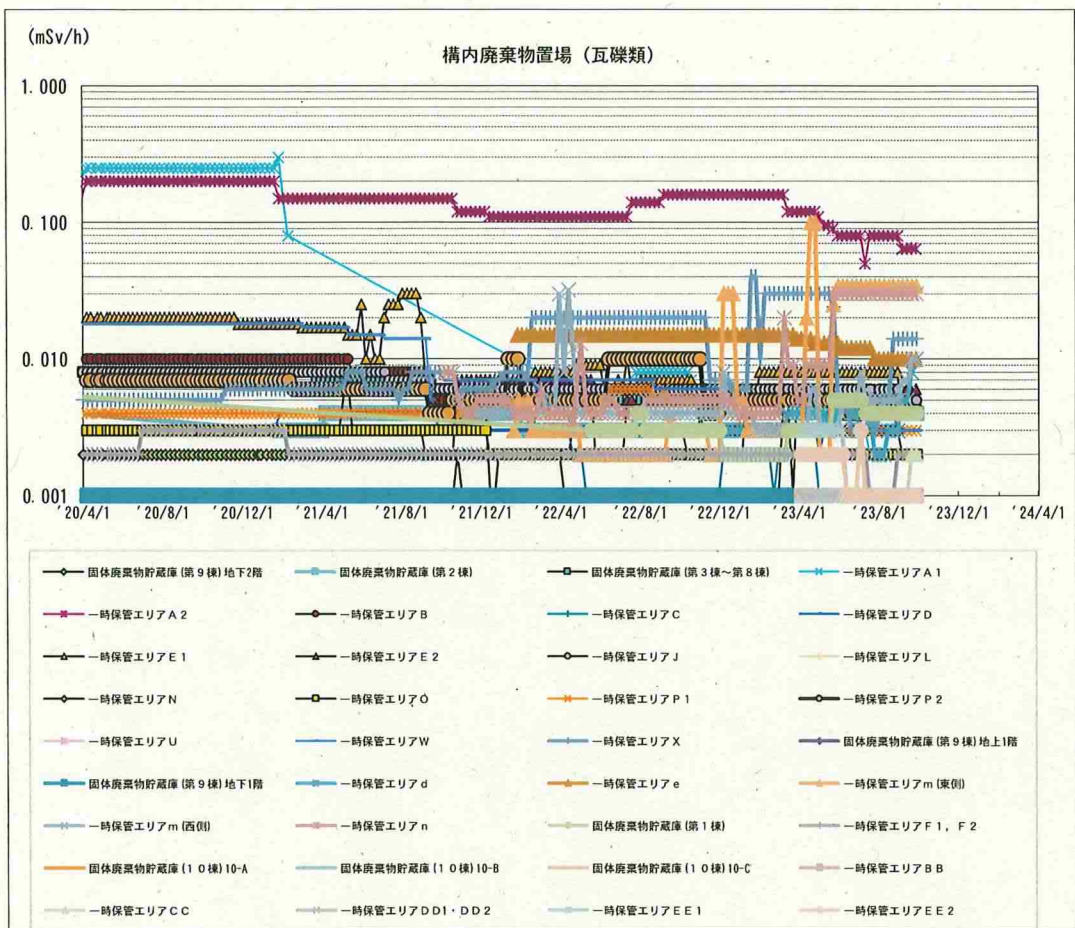 (mSv/h)
構内廃棄物置場 (瓦礫類)
1.000
0.100
0.010
0.001
'20/4/1 '20/8/1 '20/12/1 '21/4/1 '21/8/1 '21/12/1 '22/4/1 '22/8/1 '22/12/1 '23/4/1 '23/8/1 '23/12/1 '24/4/1
固体廃棄物貯蔵庫(第9棟)地下2階 固体廃棄物貯蔵庫(第2棟) 固体廃棄物貯蔵庫(第3棟～第8棟) 一時保管エリアA1
一時保管エリアA2 一時保管エリアB 一時保管エリアC 一時保管エリアD
一時保管エリアE1 一時保管エリアE2 一時保管エリアJ 一時保管エリアL
一時保管エリアN 一時保管エリアO 一時保管エリアP1 一時保管エリアP2
一時保管エリアU 一時保管エリアW 一時保管エリアX 固体廃棄物貯蔵庫(第9棟)地上1階
固体廃棄物貯蔵庫(第9棟)地下1階 一時保管エリアd 一時保管エリアe 一時保管エリアm(東側)
一時保管エリアm(西側) 一時保管エリアn 固体廃棄物貯蔵庫(第1棟) 一時保管エリアF1，F2
固体廃棄物貯蔵庫(10棟)10-A 固体廃棄物貯蔵庫(10棟)10-B 固体廃棄物貯蔵庫(10棟)10-C 一時保管エリアBB
一時保管エリアCC 一時保管エリアDD1・DD2 一時保管エリアEE1 一時保管エリアEE2